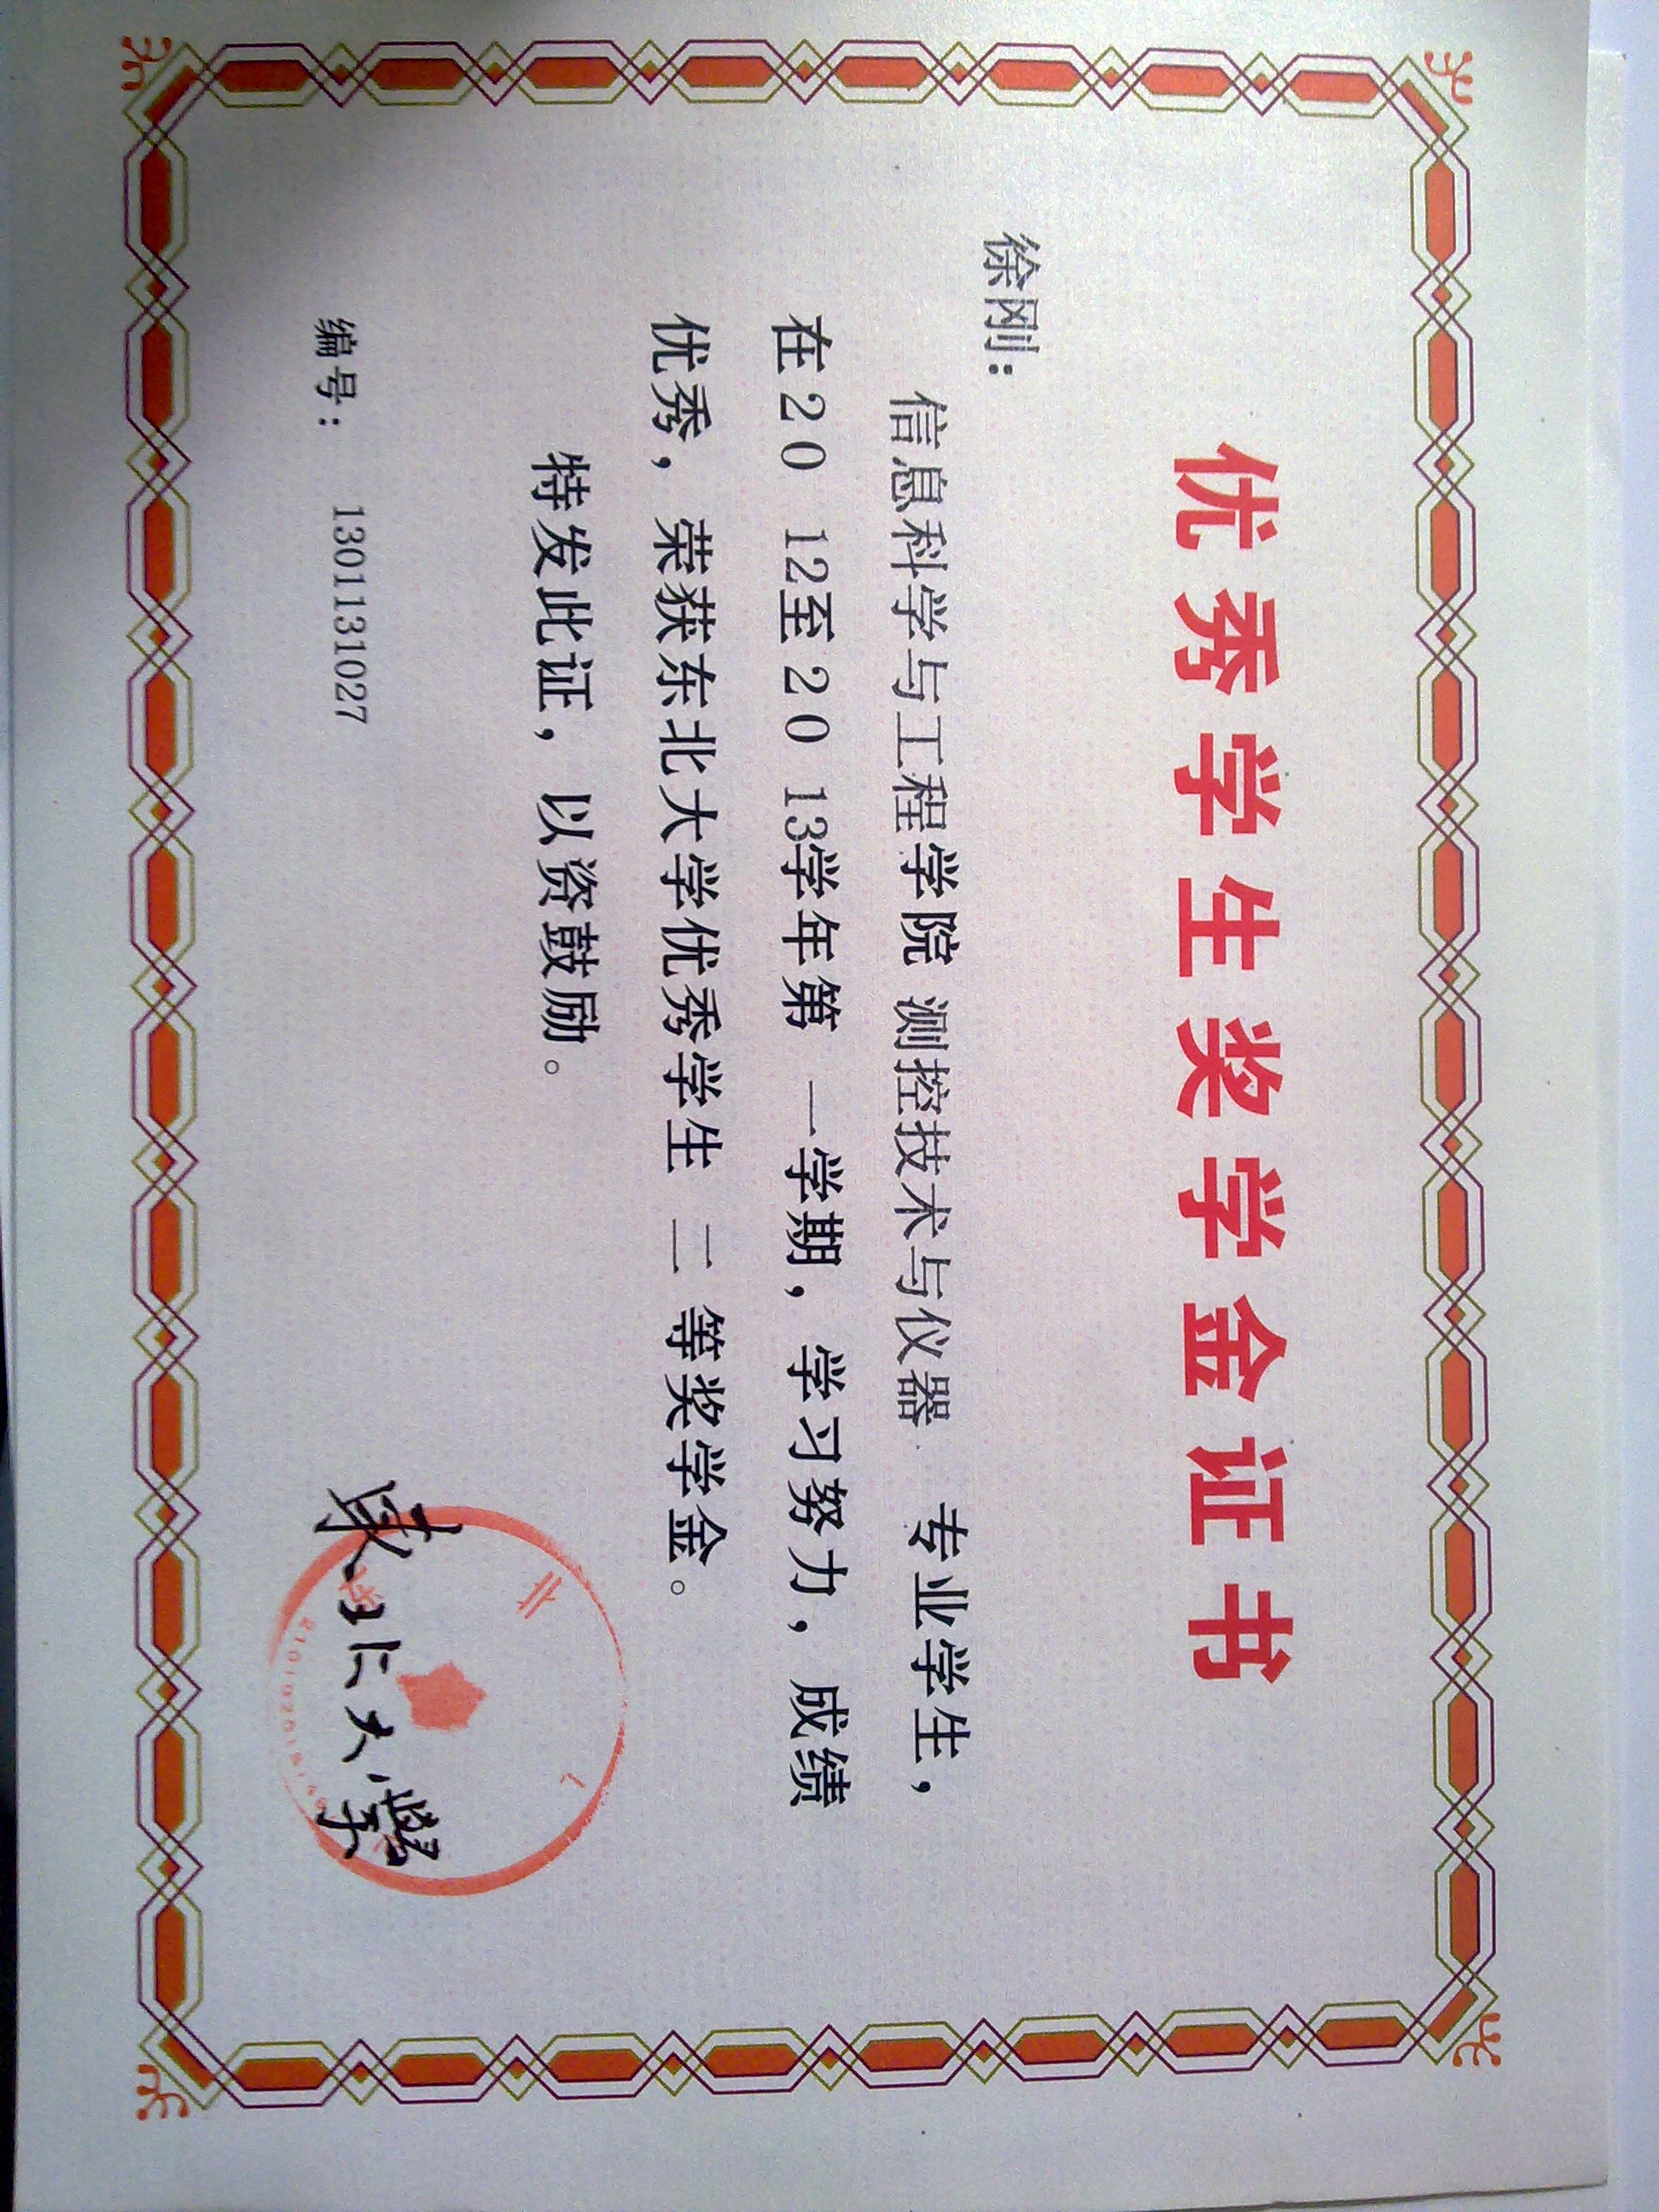 优秀学生奖学金证书
徐刚：
信息科学与工程学院 测控技术与仪器 专业学生，
在20 12至20 13学年第 一学期，学习努力，成绩
优秀，荣获东北大学优秀学生 二 等奖学金。
特发此证，以资鼓励。
编号： 1301131027
東北大學